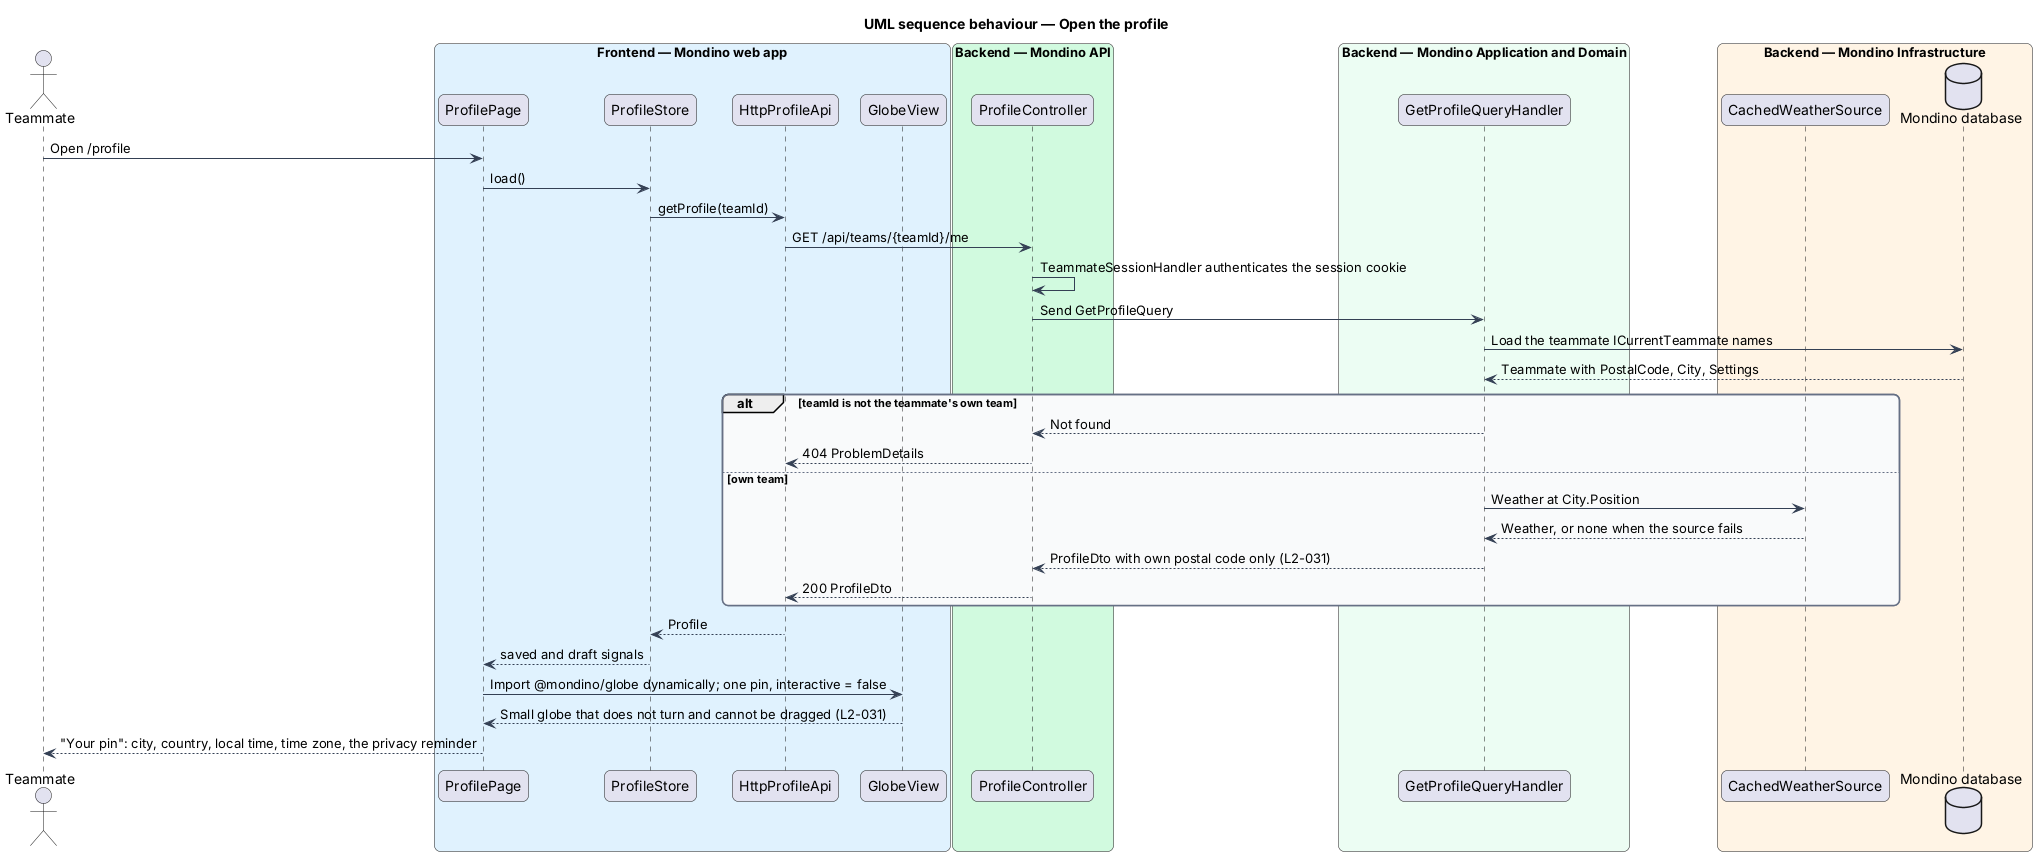 UML sequence behaviour — Open the profile
Frontend — Mondino web app
Backend — Mondino API
Backend — Mondino Application and Domain
Backend — Mondino Infrastructure
Teammate
ProfilePage
ProfileStore
HttpProfileApi
GlobeView
ProfileController
GetProfileQueryHandler
CachedWeatherSource
Mondino database
Open /profile
load()
getProfile(teamId)
GET /api/teams/{teamId}/me
TeammateSessionHandler authenticates the session cookie
Send GetProfileQuery
Load the teammate ICurrentTeammate names
Teammate with PostalCode, City, Settings
alt
[teamId is not the teammate's own team]
Not found
404 ProblemDetails
[own team]
Weather at City.Position
Weather, or none when the source fails
ProfileDto with own postal code only (L2-031)
200 ProfileDto
Profile
saved and draft signals
Import @mondino/globe dynamically; one pin, interactive = false
Small globe that does not turn and cannot be dragged (L2-031)
"Your pin": city, country, local time, time zone, the privacy reminder
Teammate
ProfilePage
ProfileStore
HttpProfileApi
GlobeView
ProfileController
GetProfileQueryHandler
CachedWeatherSource
Mondino database